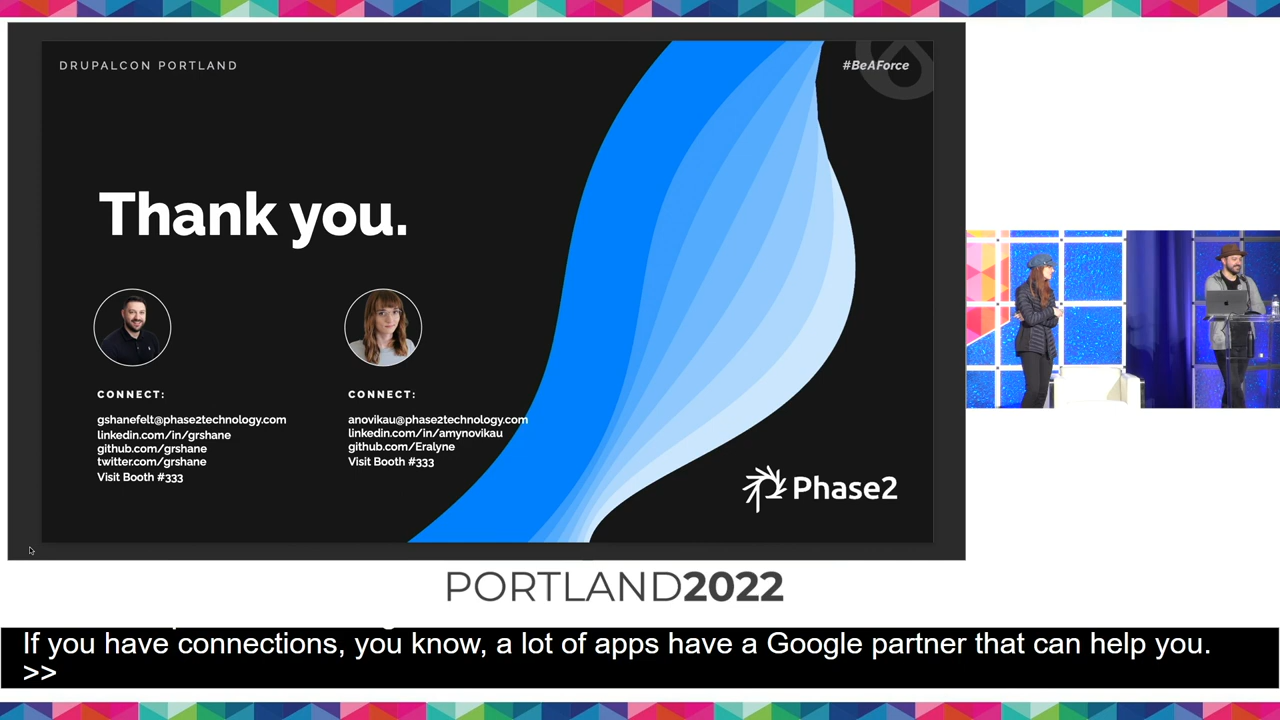 DRUPALCON PORTLAND
#BeAForce
Thank you.
CONNECT:
gshanefelt@phase2technology.com
linkedin.com/in/grshane
github.com/grshane
twitter.com/grshane
Visit Booth #333
CONNECT:
anovikau@phase2technology.com
linkedin.com/in/amynovikau
github.com/Eralyne
Visit Booth #333
Phase2
PORTLAND2022
If you have connections, you know, a lot of apps have a Google partner that can help you.
>>